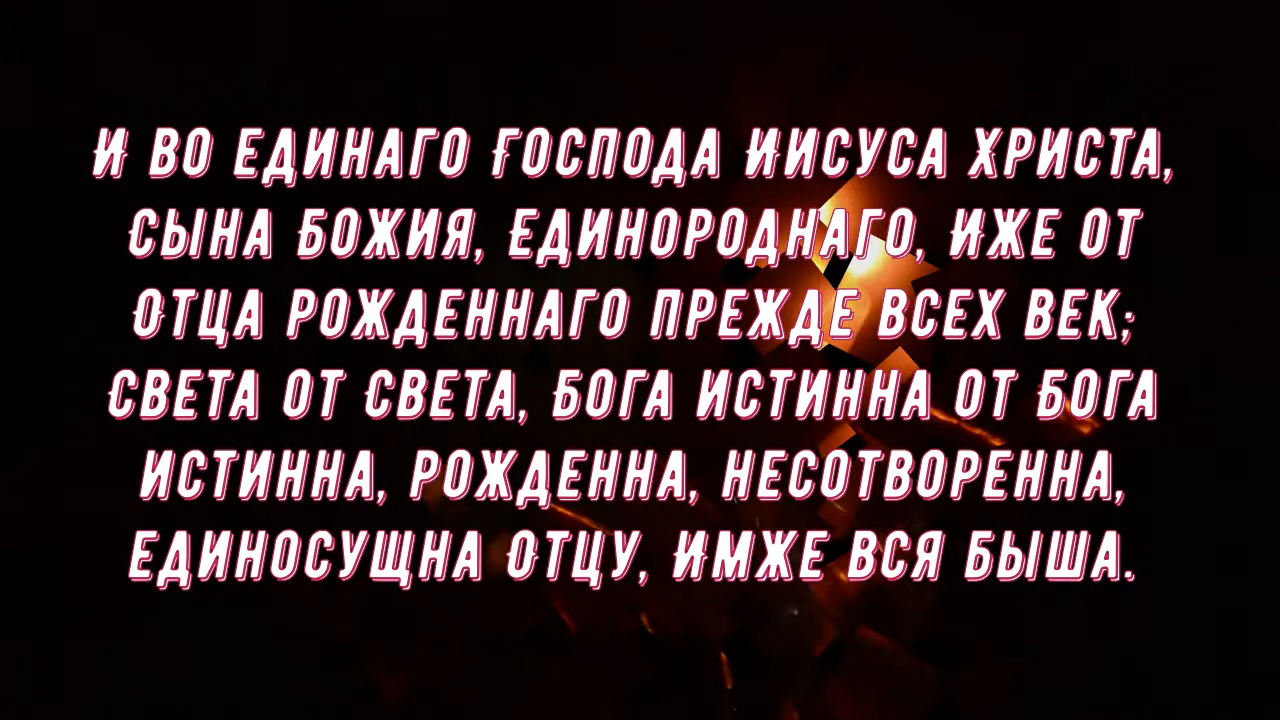 И во единаго Господа Иисуса Христа,
Сына Божия, Единороднаго, Иже от
Отца рожденнаго прежде всех век;
Света от Света, Бога истинна от Бога
истинна, рожденна, несотворенна,
единосущна Отцу, Имже вся быша.